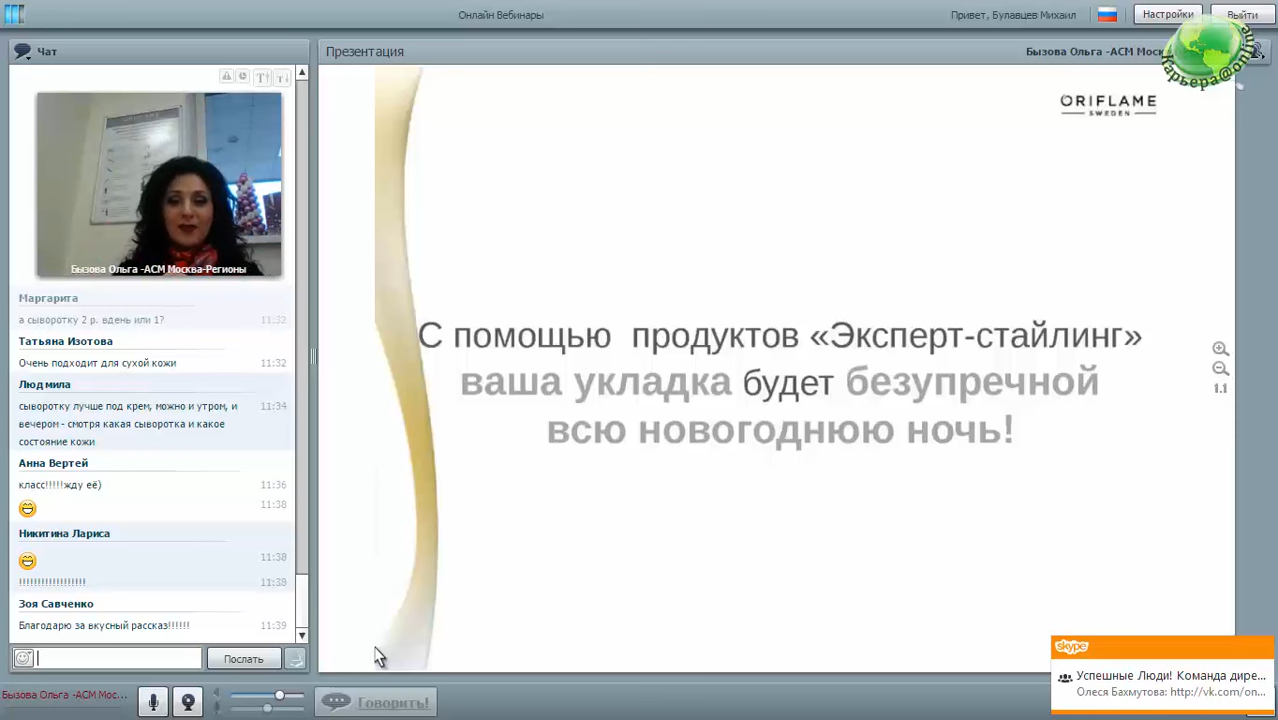 Онлайн Вебинары
Привет, Булавцев Михаил
Настройки
Выйти
Карьера@online
Чат
Презентация
Бызова Ольга -АСМ Моск
ORIFLAME
SWEDEN
Бызова Ольга -АСМ Москва-Регионы
Маргарита
а сыворотку 2 р. вдень или 1?
11:32
Татьяна Изотова
Очень подходит для сухой кожи
11:32
Людмила
сыворотку лучше под крем, можно и утром, и
11:34
вечером - смотря какая сыворотка и какое
состояние кожи
Анна Вертей
класс!!!!!жду её)
11:36
11:38
Никитина Лариса
11:38
!!!!!!!!!!!!!!!!!!
11:39
Зоя Савченко
Благодарю за вкусный рассказ!!!!!!
11:39
Послать
С помощью продуктов «Эксперт-стайлинг»
ваша укладка будет безупречной
всю новогоднюю ночь!
1.1
skype
Успешные Люди! Команда дире...
Олеся Бахмутова: http://vk.com/on...
Бызова Ольга -АСМ Мос...
Говорить!